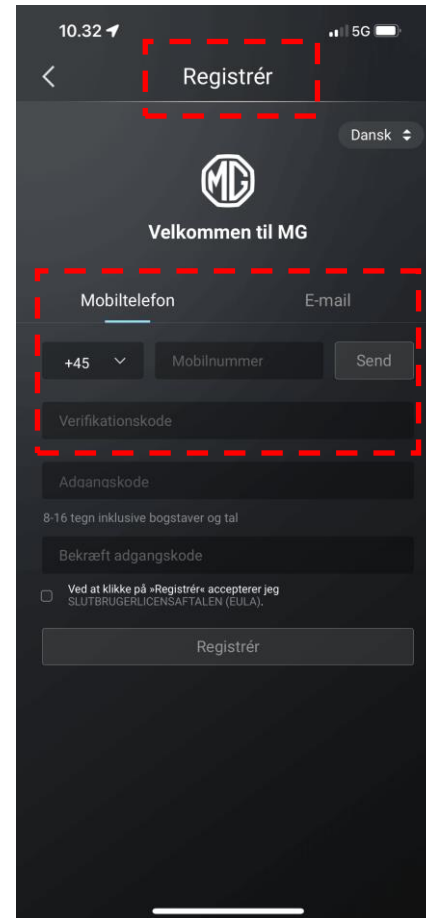 10.32 5G
Registrér
Dansk
MG
Velkommen til MG
Mobiltelefon E-mail
+45 Mobilnummer Send
Verifikationskode
Adgangskode
8-16 tegn inklusive bogstaver og tal
Bekræft adgangskode
Ved at klikke på »Registrér« accepterer jeg
SLUTBRUGERLICENSAFTALEN (EULA).
Registrér